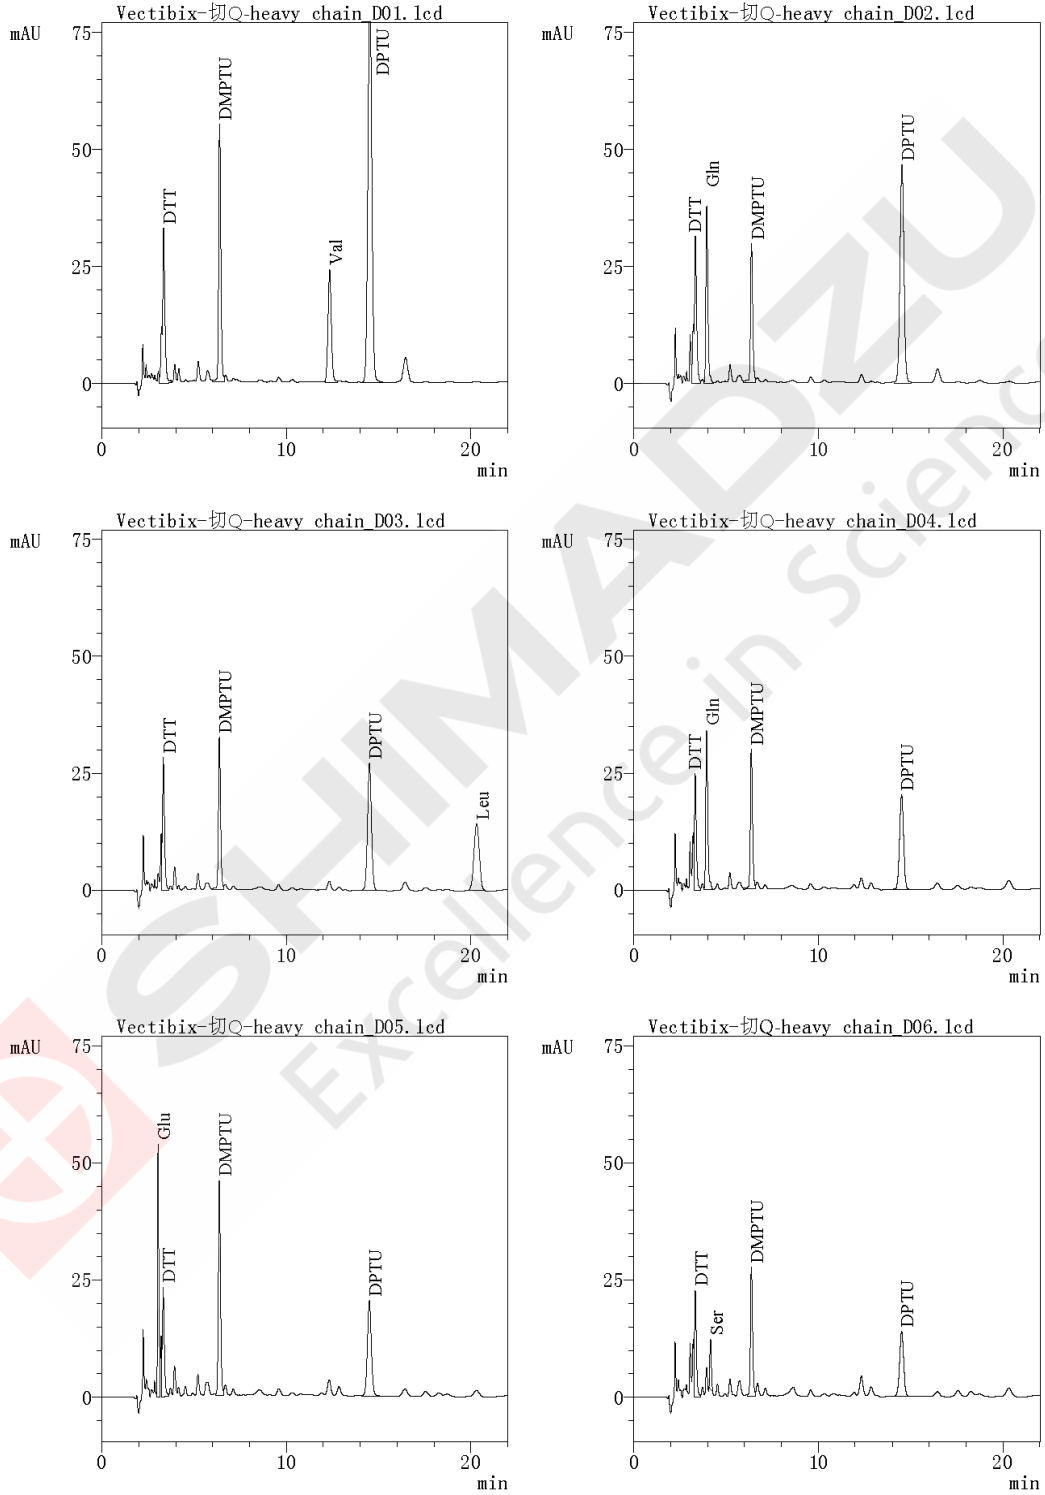 Vectibix-切Q-heavy chain_D01.lcd
mAU
75
50
25
0
DTT
DMPTU
Val
DPTU
0
10
20
min
Vectibix-切Q-heavy chain_D02.lcd
mAU
75
50
25
0
DTT
Gln
DMPTU
DPTU
0
10
20
min
Vectibix-切Q-heavy chain_D03.lcd
mAU
75
50
25
0
DTT
DMPTU
DPTU
Leu
0
10
20
min
Vectibix-切Q-heavy chain_D04.lcd
mAU
75
50
25
0
DTT
Gln
DMPTU
DPTU
0
10
20
min
Vectibix-切Q-heavy chain_D05.lcd
mAU
75
50
25
0
Glu
DTT
DMPTU
DPTU
0
10
20
min
Vectibix-切Q-heavy chain_D06.lcd
mAU
75
50
25
0
DTT
Ser
DMPTU
DPTU
0
10
20
min
SHIMADZU
Excellence in Science